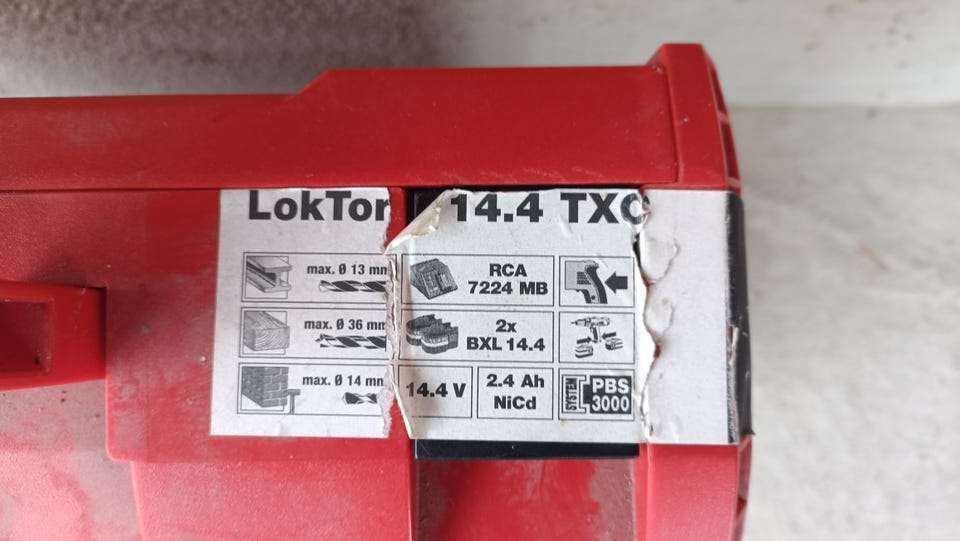 LokTor 14.4 TXC
max. Ø 13 mm
RCA
7224 MB
max. Ø 36 mm
2x
BXL 14.4
max. Ø 14 mm
14.4 V
2.4 Ah
NiCd
SYSTEM
PBS
3000